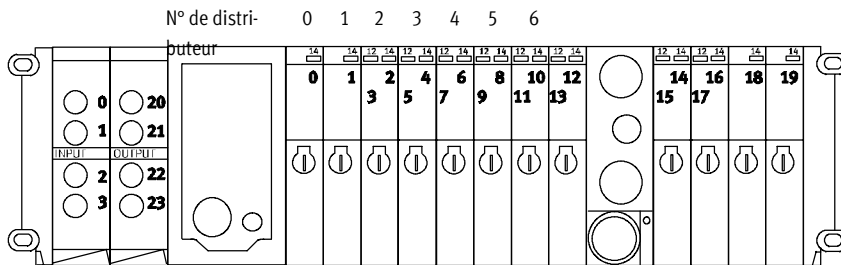 N° de distri- 0 1 2 3 4 5 6
buteur
14 14 12 14 12 14 12 14 12 14 12 14 12 14 12 14 12 14 14 14
0 1 2 4 6 8 10 12 14 16 18 19
3 5 7 9 11 13 15 17
0 20
1 21
INPUT OUTPUT
2 22
3 23